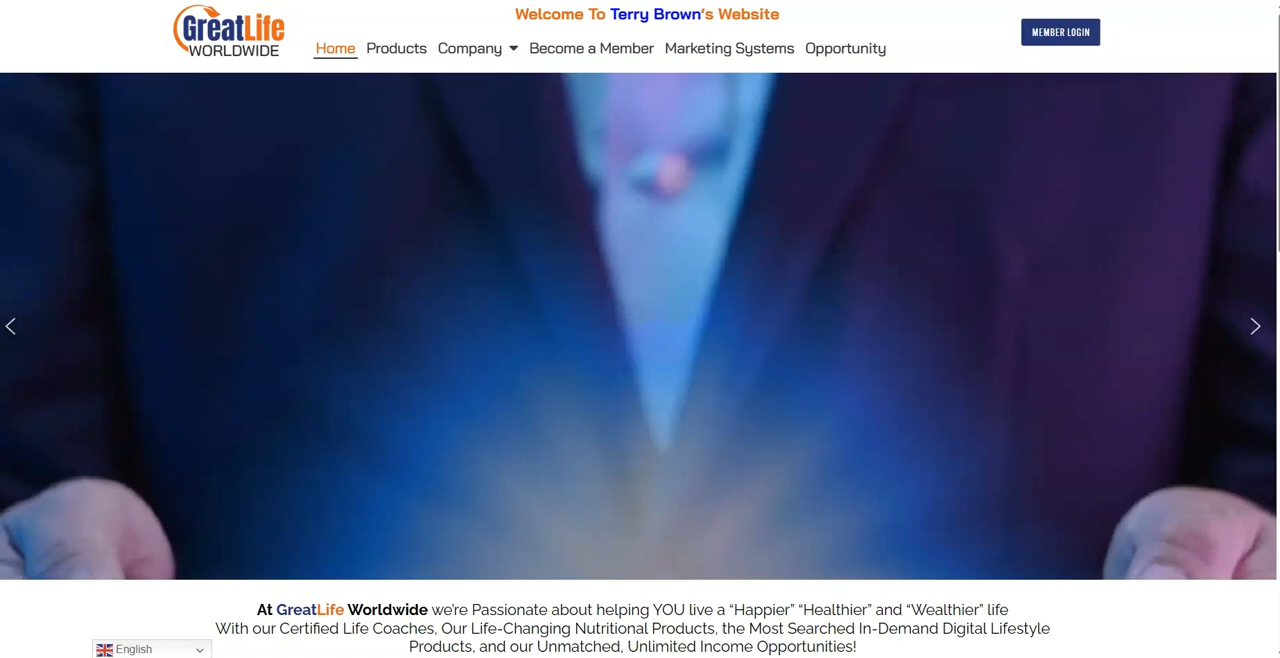 Welcome To Terry Brown's Website
GreatLife
WORLDWIDE
Home Products Company Become a Member Marketing Systems Opportunity
MEMBER LOGIN
At GreatLife Worldwide we're Passionate about helping YOU live a “Happier” “Healthier” and “Wealthier” life
With our Certified Life Coaches, Our Life-Changing Nutritional Products, the Most Searched In-Demand Digital Lifestyle
Products, and our Unmatched, Unlimited Income Opportunities!
English